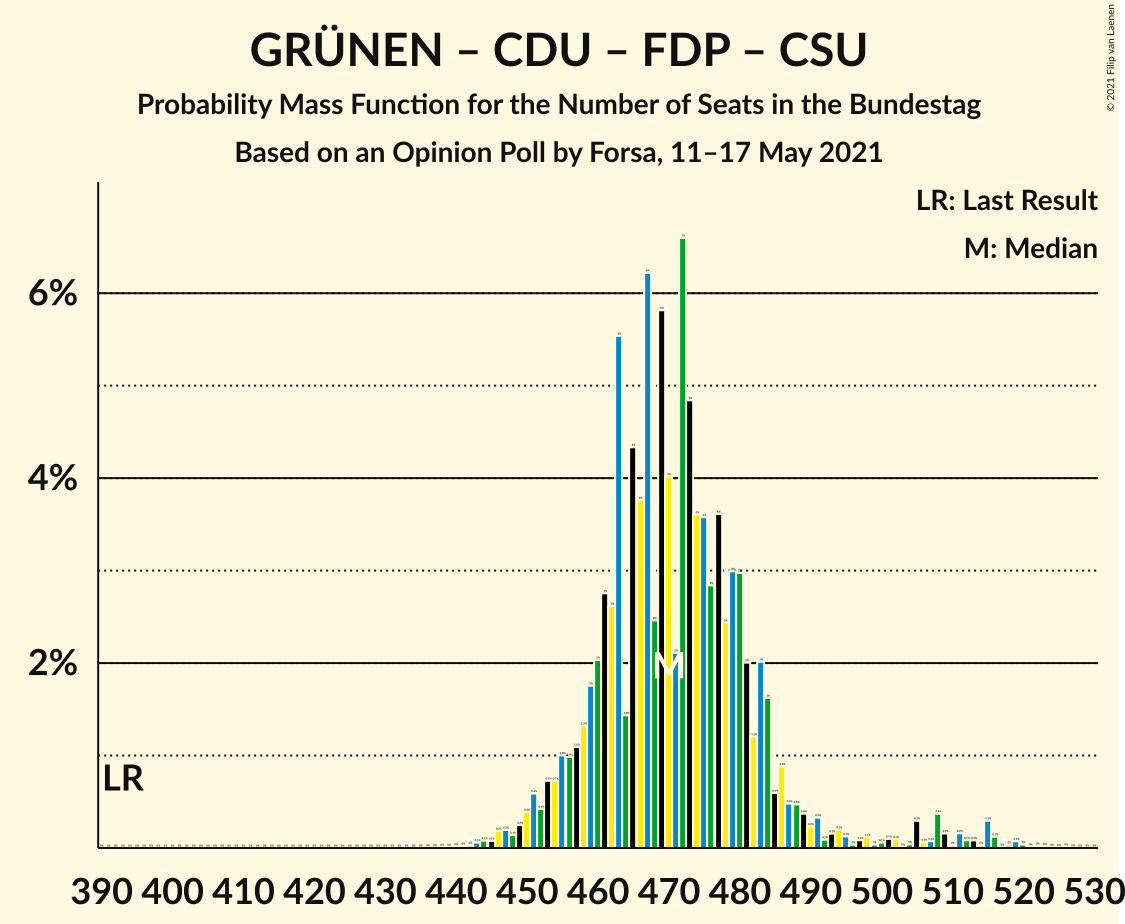 GRÜNEN – CDU – FDP – CSU
Probability Mass Function for the Number of Seats in the Bundestag
Based on an Opinion Poll by Forsa, 11–17 May 2021
© 2021 Filip van Laenen
LR: Last Result
M: Median
6%
4%
2%
M
LR
390 400 410 420 430 440 450 460 470 480 490 500 510 520 530